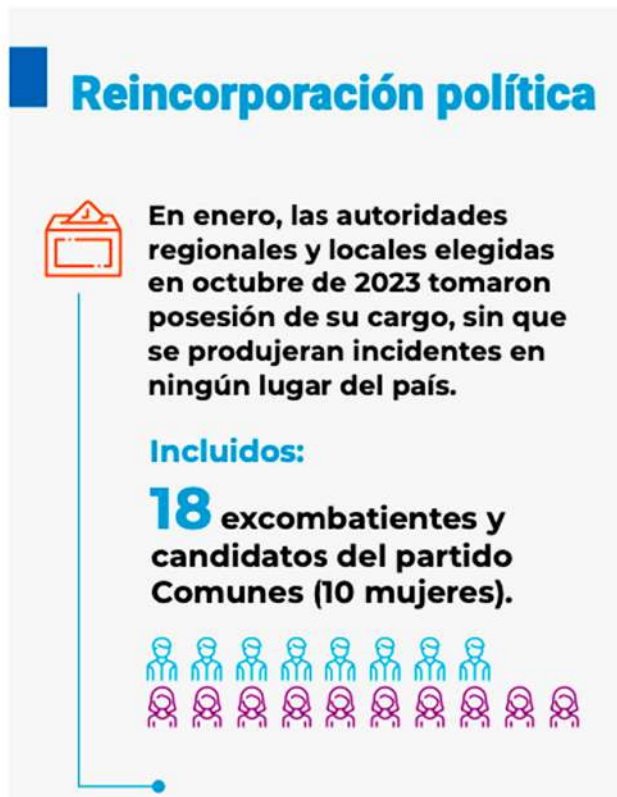 Reincorporación política
En enero, las autoridades
regionales y locales elegidas
en octubre de 2023 tomaron
posesión de su cargo, sin que
se produjeran incidentes en
ningún lugar del país.
Incluidos:
18 excombatientes y
candidatos del partido
Comunes (10 mujeres).